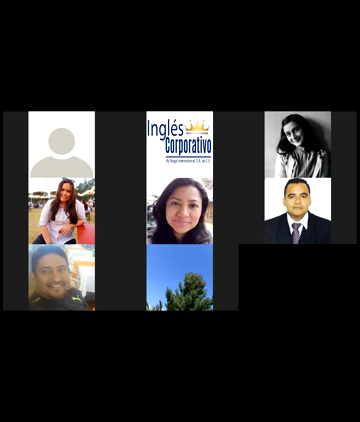 Inglés
Corporativo
By Regal International, S.A. de C.V.